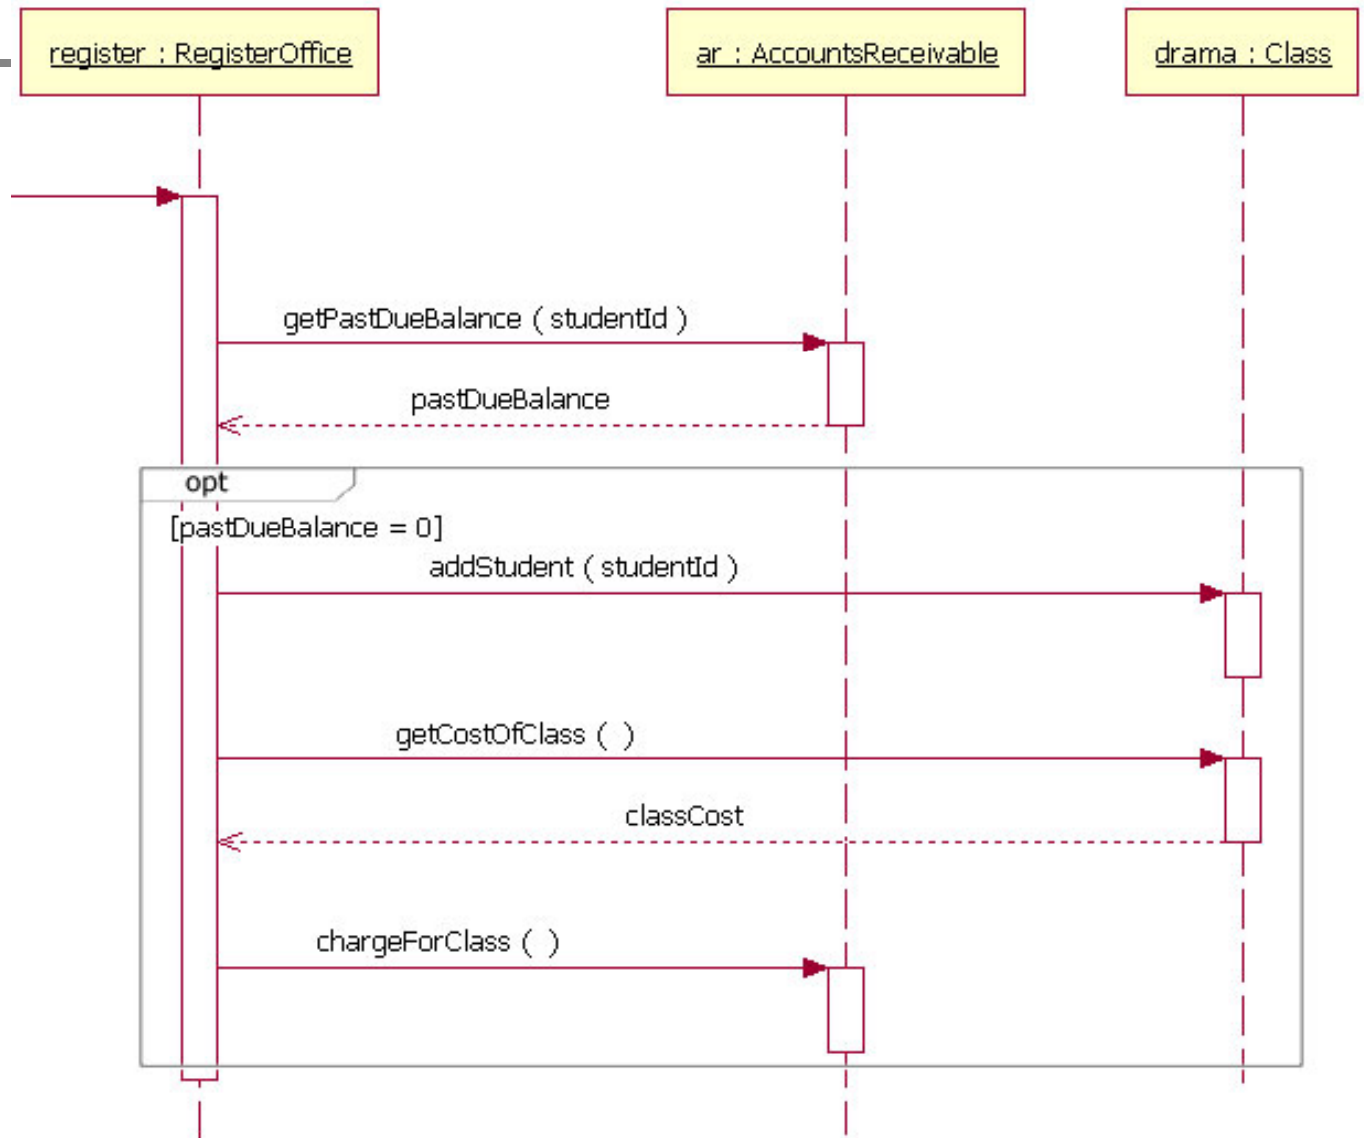 register : RegisterOffice
ar : AccountsReceivable
drama : Class
getPastDueBalance ( studentId )
pastDueBalance
opt
[pastDueBalance = 0]
addStudent ( studentId )
getCostOfClass (  )
classCost
chargeForClass (  )